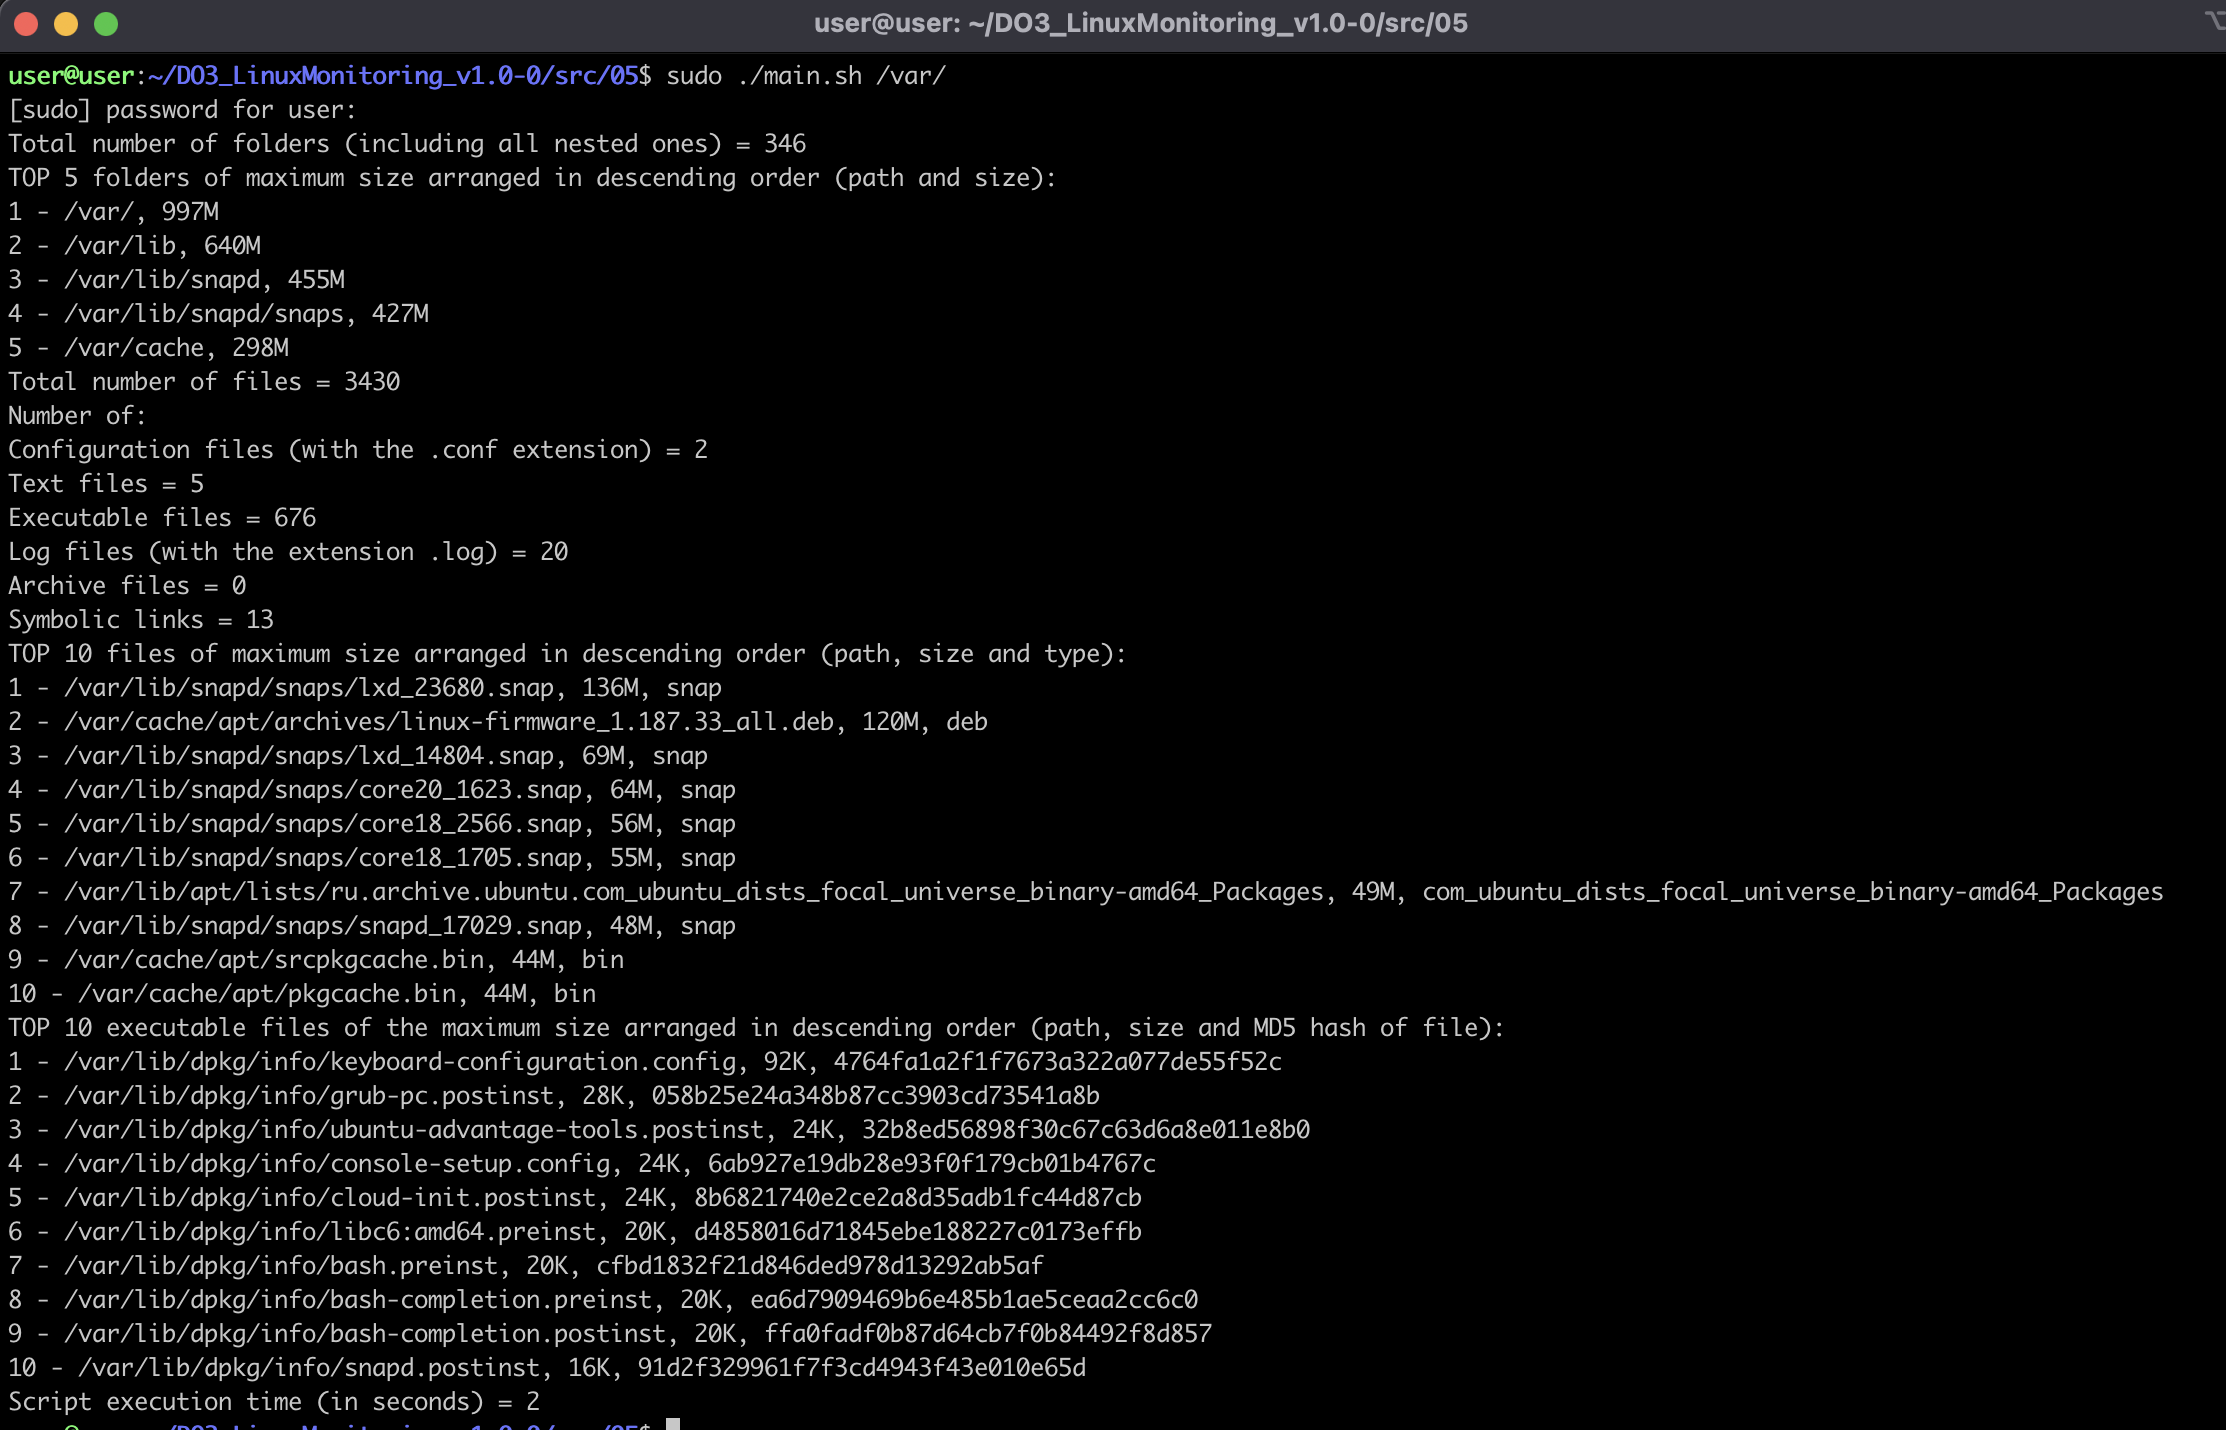 user@user: ~/DO3_LinuxMonitoring_v1.0-0/src/05
user@user:~/DO3_LinuxMonitoring_v1.0-0/src/05$ sudo ./main.sh /var/
[sudo] password for user:
Total number of folders (including all nested ones) = 346
TOP 5 folders of maximum size arranged in descending order (path and size):
1 - /var/, 997M
2 - /var/lib, 640M
3 - /var/lib/snapd, 455M
4 - /var/lib/snapd/snaps, 427M
5 - /var/cache, 298M
Total number of files = 3430
Number of:
Configuration files (with the .conf extension) = 2
Text files = 5
Executable files = 676
Log files (with the extension .log) = 20
Archive files = 0
Symbolic links = 13
TOP 10 files of maximum size arranged in descending order (path, size and type):
1 - /var/lib/snapd/snaps/lxd_23680.snap, 136M, snap
2 - /var/cache/apt/archives/linux-firmware_1.187.33_all.deb, 120M, deb
3 - /var/lib/snapd/snaps/lxd_14804.snap, 69M, snap
4 - /var/lib/snapd/snaps/core20_1623.snap, 64M, snap
5 - /var/lib/snapd/snaps/core18_2566.snap, 56M, snap
6 - /var/lib/snapd/snaps/core18_1705.snap, 55M, snap
7 - /var/lib/apt/lists/ru.archive.ubuntu.com_ubuntu_dists_focal_universe_binary-amd64_Packages, 49M, com_ubuntu_dists_focal_universe_binary-amd64_Packages
8 - /var/lib/snapd/snaps/snapd_17029.snap, 48M, snap
9 - /var/cache/apt/srcpkgcache.bin, 44M, bin
10 - /var/cache/apt/pkgcache.bin, 44M, bin
TOP 10 executable files of the maximum size arranged in descending order (path, size and MD5 hash of file):
1 - /var/lib/dpkg/info/keyboard-configuration.config, 92K, 4764fa1a2f1f7673a322a077de55f52c
2 - /var/lib/dpkg/info/grub-pc.postinst, 28K, 058b25e24a348b87cc3903cd73541a8b
3 - /var/lib/dpkg/info/ubuntu-advantage-tools.postinst, 24K, 32b8ed56898f30c67c63d6a8e011e8b0
4 - /var/lib/dpkg/info/console-setup.config, 24K, 6ab927e19db28e93f0f179cb01b4767c
5 - /var/lib/dpkg/info/cloud-init.postinst, 24K, 8b6821740e2ce2a8d35adb1fc44d87cb
6 - /var/lib/dpkg/info/libc6:amd64.preinst, 20K, d4858016d71845ebe188227c0173effb
7 - /var/lib/dpkg/info/bash.preinst, 20K, cfbd1832f21d846ded978d13292ab5af
8 - /var/lib/dpkg/info/bash-completion.preinst, 20K, ea6d7909469b6e485b1ae5ceaa2cc6c0
9 - /var/lib/dpkg/info/bash-completion.postinst, 20K, ffa0fadf0b87d64cb7f0b84492f8d857
10 - /var/lib/dpkg/info/snapd.postinst, 16K, 91d2f329961f7f3cd4943f43e010e65d
Script execution time (in seconds) = 2